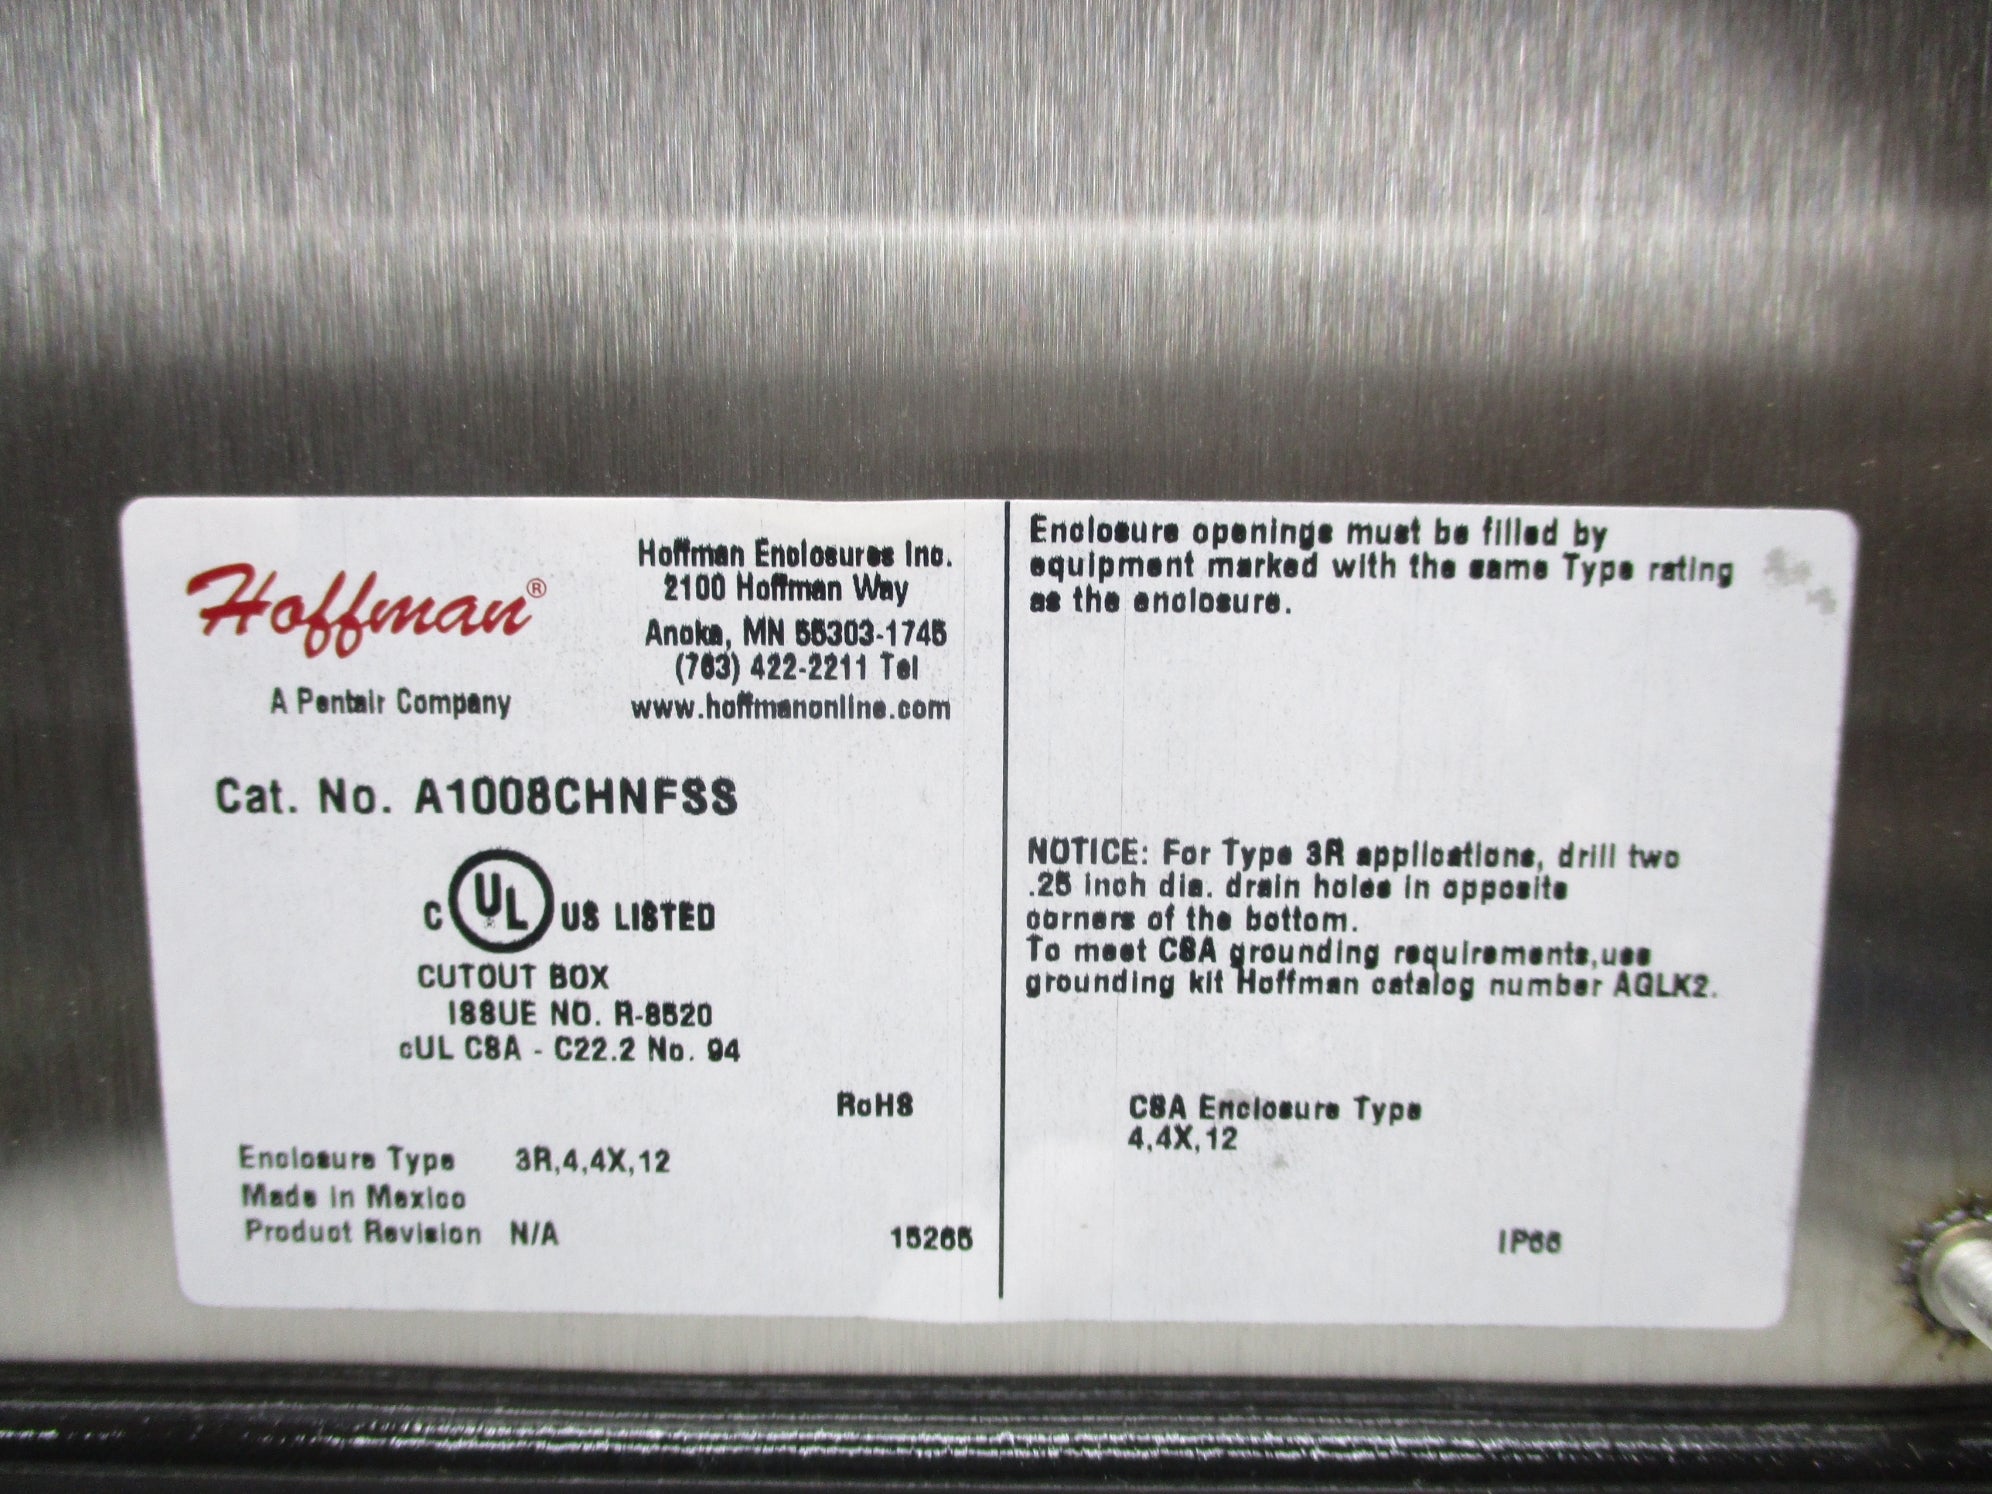 Hoffman®
A Pentair Company
Hoffman Enclosures Inc.
2100 Hoffman Way
Anoka, MN 55303-1745
(763) 422-2211 Tel
www.hoffmanonline.com
Cat. No. A1008CHNFSS
C UL US LISTED
CUTOUT BOX
ISSUE NO. R-8520
cUL CSA - C22.2 No. 94
RoHS
Enclosure Type 3R,4,4X,12
Made in Mexico
Product Revision N/A
15265
Enclosure openings must be filled by
equipment marked with the same Type rating
as the enclosure.
NOTICE: For Type 3R applications, drill two
.25 inch dia. drain holes in opposite
corners of the bottom.
To meet CSA grounding requirements,use
grounding kit Hoffman catalog number AGLK2.
CSA Enclosure Type
4,4X,12
IP66